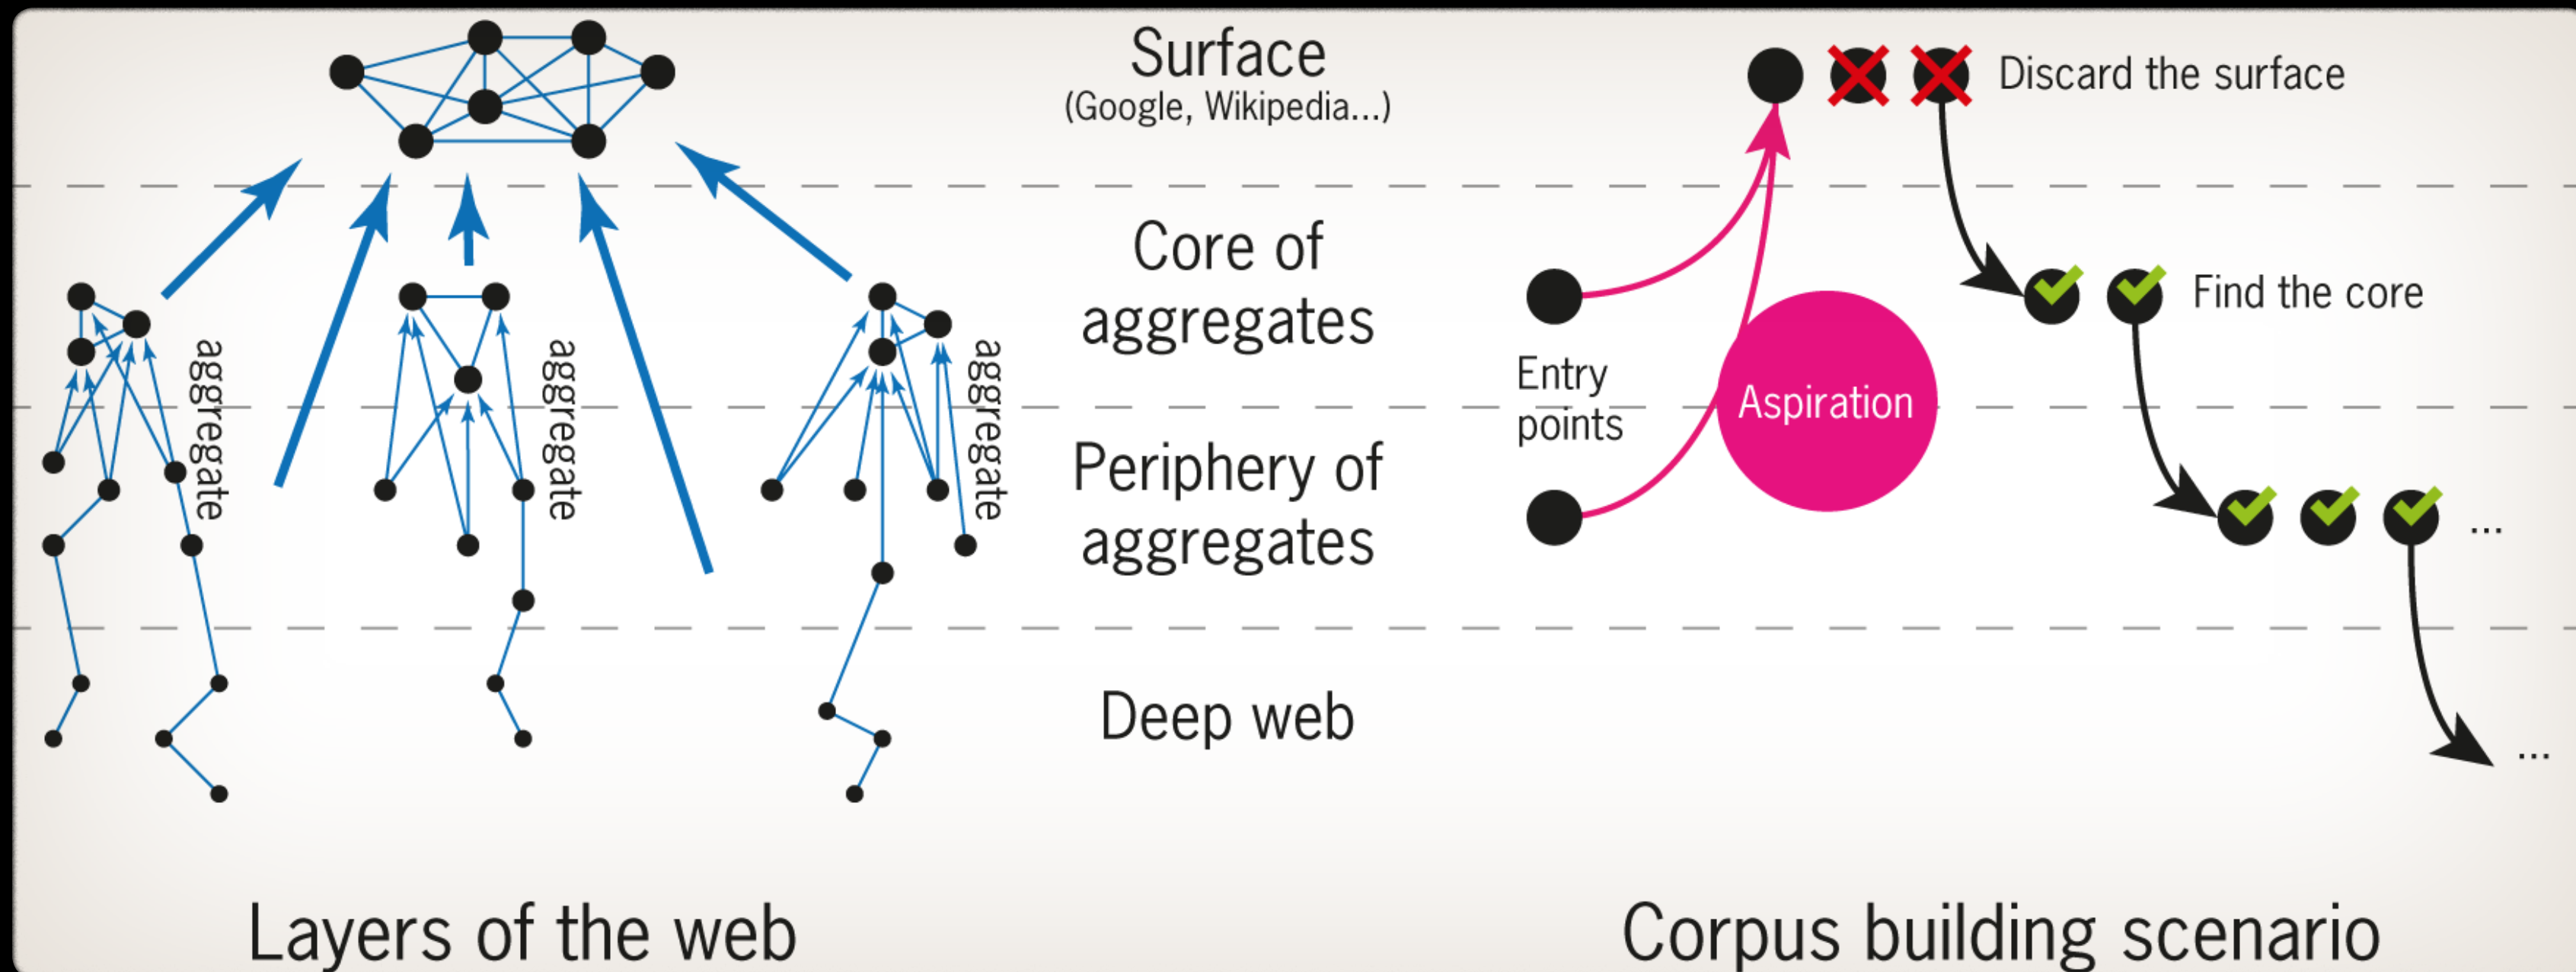 Surface
(Google, Wikipedia...)
Discard the surface
Core of
aggregates
Find the core
aggregate
aggregate
aggregate
Entry
points
Aspiration
Periphery of
aggregates
...
Deep web
...
Layers of the web
Corpus building scenario